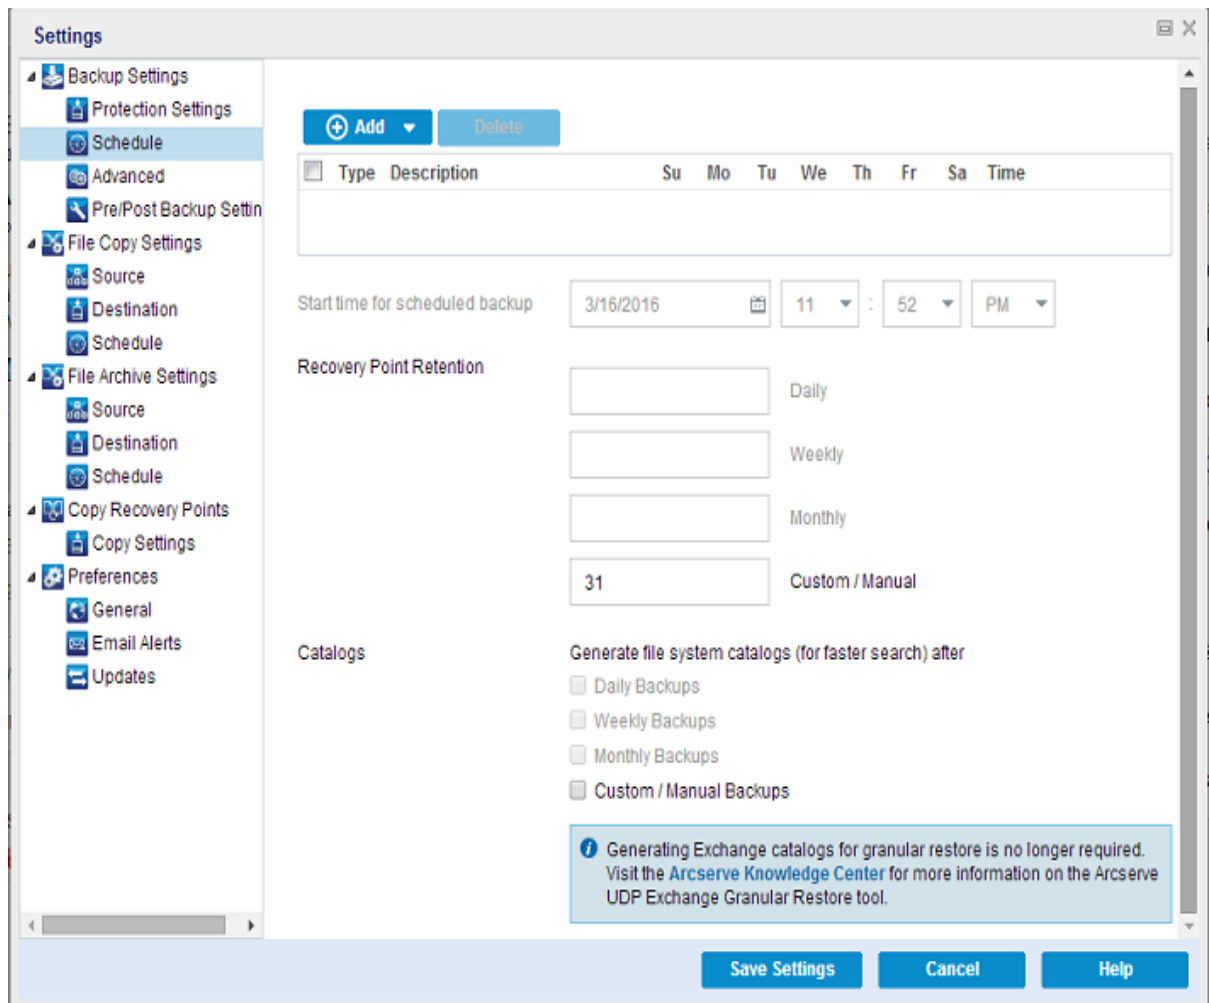 Settings
Backup Settings
Protection Settings
Schedule
Advanced
Pre/Post Backup Settin
File Copy Settings
Source
Destination
Schedule
File Archive Settings
Source
Destination
Schedule
Copy Recovery Points
Copy Settings
Preferences
General
Email Alerts
Updates
Add Delete
Type Description Su Mo Tu We Th Fr Sa Time
Start time for scheduled backup 3/16/2016 11 : 52 PM
Recovery Point Retention
Daily
Weekly
Monthly
31 Custom / Manual
Catalogs Generate file system catalogs (for faster search) after
Daily Backups
Weekly Backups
Monthly Backups
Custom / Manual Backups
Generating Exchange catalogs for granular restore is no longer required.
Visit the Arcserve Knowledge Center for more information on the Arcserve
UDP Exchange Granular Restore tool.
Save Settings Cancel Help